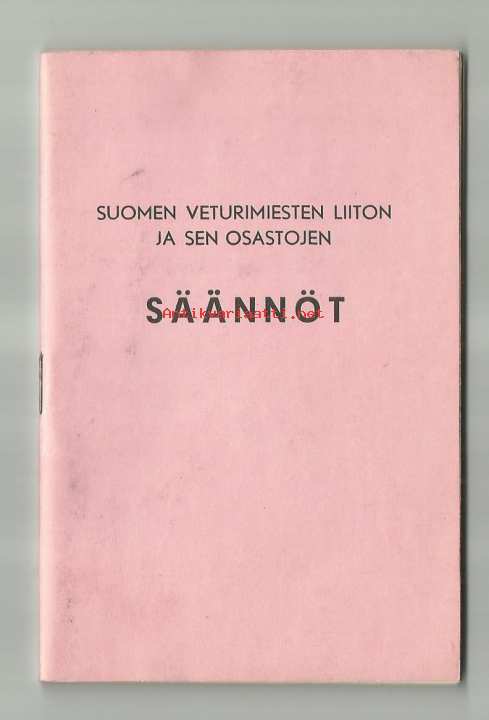 SUOMEN VETURIMIESTEN LIITON
JA SEN OSASTOJEN
SÄÄNNÖT
Antikvariaatti.net